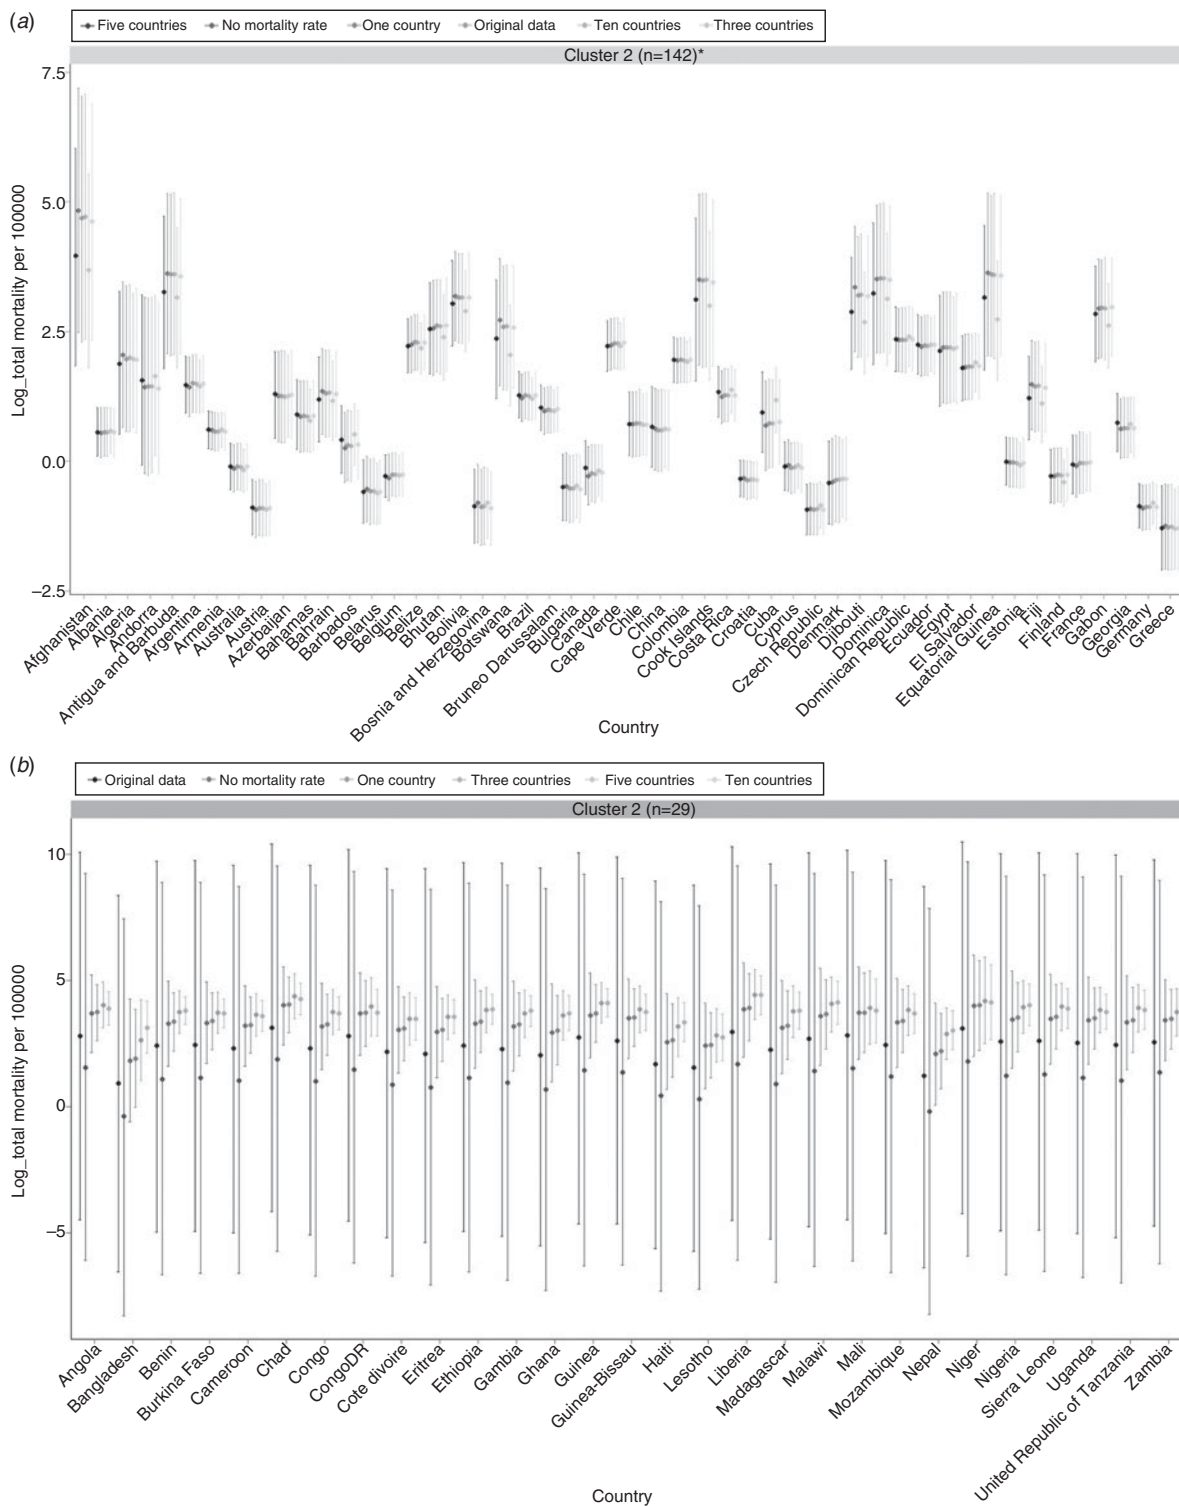 (a)
Five countries No mortality rate One country Original data Ten countries Three countries
Cluster 2 (n=142)*
7.5
5.0
2.5
0.0
−2.5
Log_total mortality per 100000
Afghanistan
Albania
Algeria
Andorra
Antigua and Barbuda
Argentina
Armenia
Australia
Austria
Azerbaijan
Bahamas
Bahrain
Barbados
Belarus
Belgium
Belize
Bhutan
Bolivia
Bosnia and Herzegovina
Botswana
Brazil
Bruneo Darussalam
Bulgaria
Canada
Cape Verde
Chile
China
Colombia
Cook Islands
Costa Rica
Croatia
Cuba
Cyprus
Czech Republic
Denmark
Djibouti
Dominica
Dominican Republic
Ecuador
Egypt
El Salvador
Equatorial Guinea
Estonia
Fiji
Finland
France
Gabon
Georgia
Germany
Greece
Country
(b)
Original data No mortality rate One country Three countries Five countries Ten countries
Cluster 2 (n=29)
10
5
0
−5
Log_total mortality per 100000
Angola
Bangladesh
Benin
Burkina Faso
Cameroon
Chad
Congo
CongoDR
Cote divoire
Eritrea
Ethiopia
Gambia
Ghana
Guinea
Guinea-Bissau
Haiti
Lesotho
Liberia
Madagascar
Malawi
Mali
Mozambique
Nepal
Niger
Nigeria
Sierra Leone
Uganda
United Republic of Tanzania
Zambia
Country